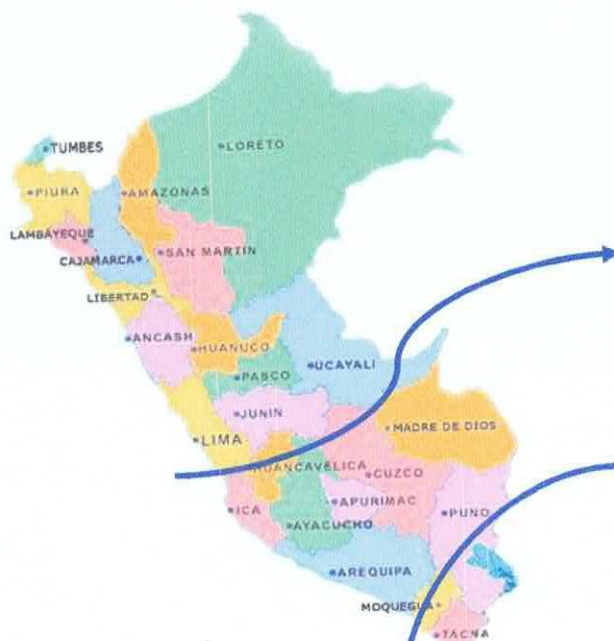 TUMBES
LORETO
PIURA
AMAZONAS
LAMBAYEQUE
SAN MARTIN
CAJAMARCA
LIBERTAD
ANCASH
HUANUCO
UCAYALI
PASCO
JUNIN
MADRE DE DIOS
LIMA
HUANCAVELICA
CUZCO
APURIMAC
ICA
PUNO
AYACUCHO
AREQUIPA
MOQUEGUA
TACNA